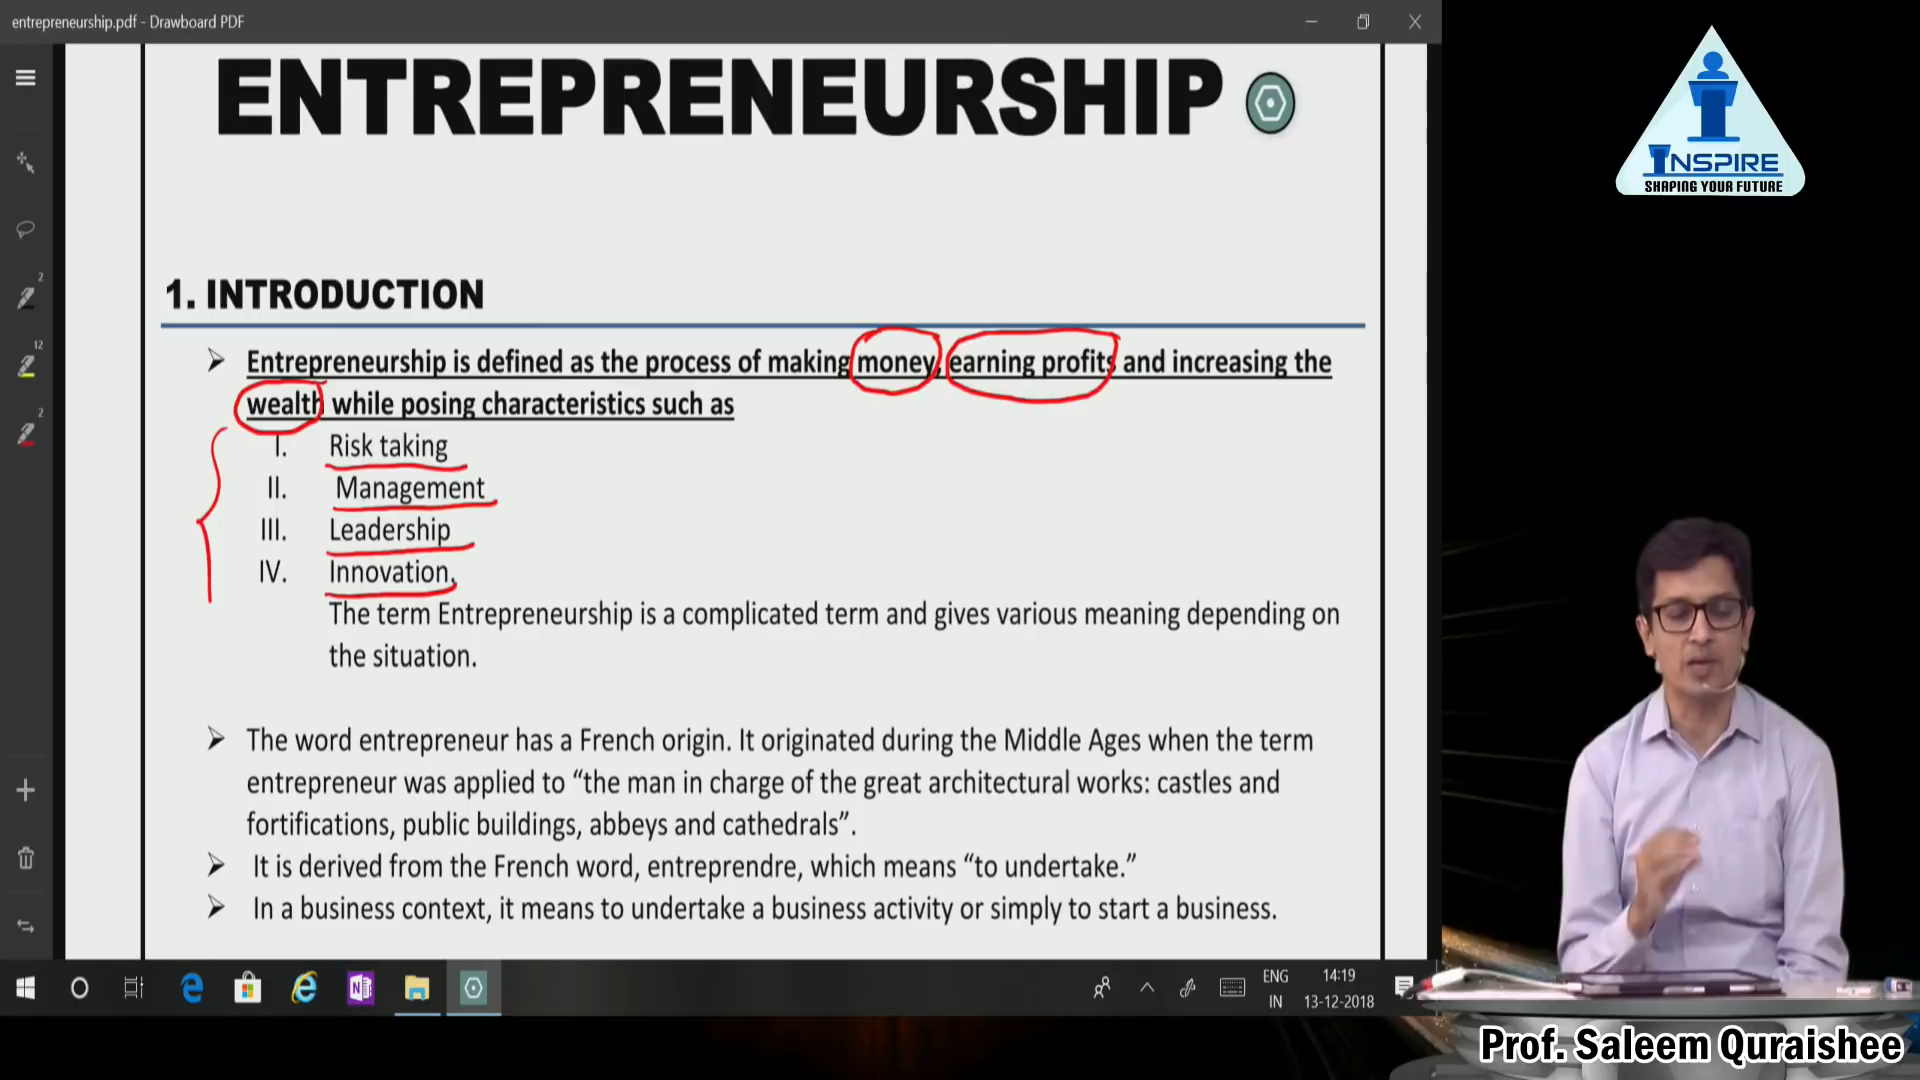 entrepreneurship.pdf - Drawboard PDF
ENTREPRENEURSHIP
INSPIRE
SHAPING YOUR FUTURE
1. INTRODUCTION
Entrepreneurship is defined as the process of making money, earning profits and increasing the
wealth while posing characteristics such as
I. Risk taking
II. Management
III. Leadership
IV. Innovation.
The term Entrepreneurship is a complicated term and gives various meaning depending on
the situation.
The word entrepreneur has a French origin. It originated during the Middle Ages when the term
entrepreneur was applied to “the man in charge of the great architectural works: castles and
fortifications, public buildings, abbeys and cathedrals”.
It is derived from the French word, entreprendre, which means “to undertake.”
In a business context, it means to undertake a business activity or simply to start a business.
2
12
2
ENG
IN
14:19
13-12-2018
Prof. Saleem Quraishee